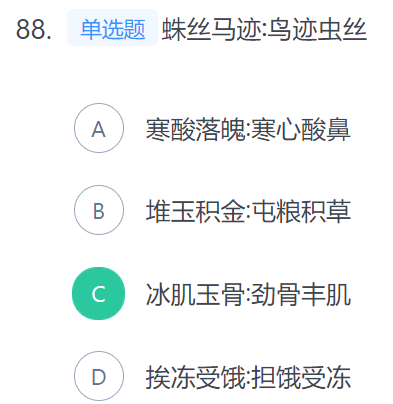 88. 单选题 蛛丝马迹:鸟迹虫丝
A 寒酸落魄:寒心酸鼻
B 堆玉积金:屯粮积草
C 冰肌玉骨:劲骨丰肌
D 挨冻受饿:担饿受冻